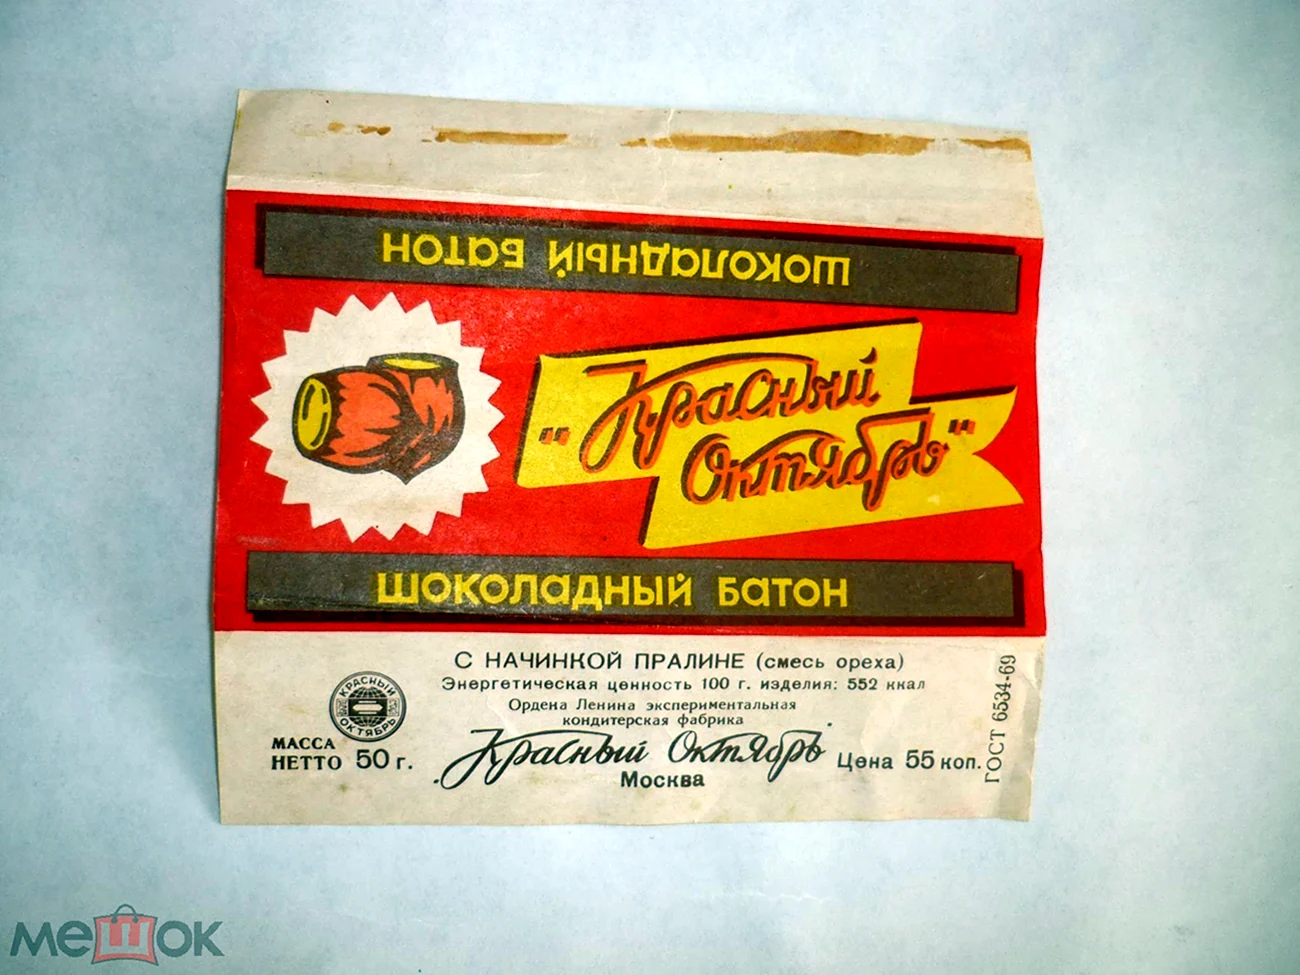 шоколадный батон
"Красный
Октябрь"
шоколадный батон
С НАЧИНКОЙ ПРАЛИНЕ (смесь ореха)
Энергетическая ценность 100 г. изделия: 552 ккал
Ордена Ленина экспериментальная
кондитерская фабрика
КРАСНЫЙ
ОКТЯБРЬ
МАССА
НЕТТО 50 г.
Красный Октябрь
Москва
Цена 55 коп.
ГОСТ 6534-69
мешок